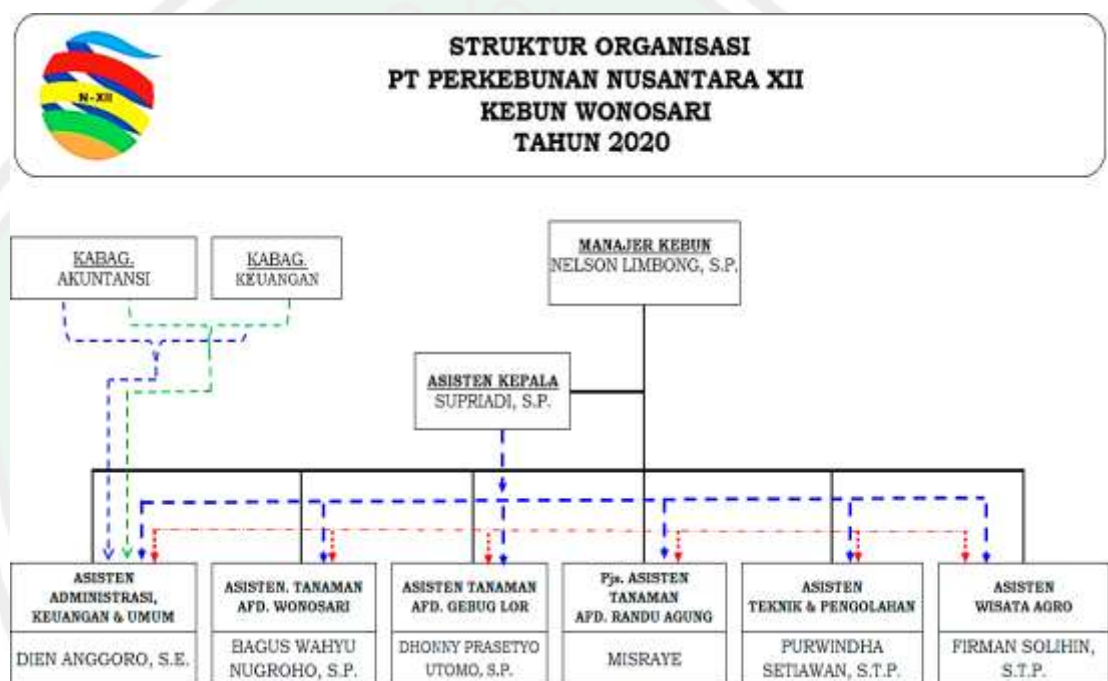 STRUKTUR ORGANISASI
PT PERKEBUNAN NUSANTARA XII
KEBUN WONOSARI
TAHUN 2020
N-XII
KABAG.
AKUNTANSI
KABAG.
KEUANGAN
MANAJER KEBUN
NELSON LIMBONG, S.P.
ASISTEN KEPALA
SUPRIADI, S.P.
ASISTEN
ADMINISTRASI,
KEUANGAN & UMUM
DIEN ANGGORO, S.E.
ASISTEN. TANAMAN
AFD. WONOSARI
BAGUS WAHYU
NUGROHO, S.P.
ASISTEN TANAMAN
AFD. GEBUG LOR
DHONNY PRASETYO
UTOMO, S.P.
Pjs. ASISTEN
TANAMAN
AFD. RANDU AGUNG
MISRAYE
ASISTEN
TEKNIK & PENGOLAHAN
PURWINDHA
SETIAWAN, S.T.P.
ASISTEN
WISATA AGRO
FIRMAN SOLIHIN,
S.T.P.